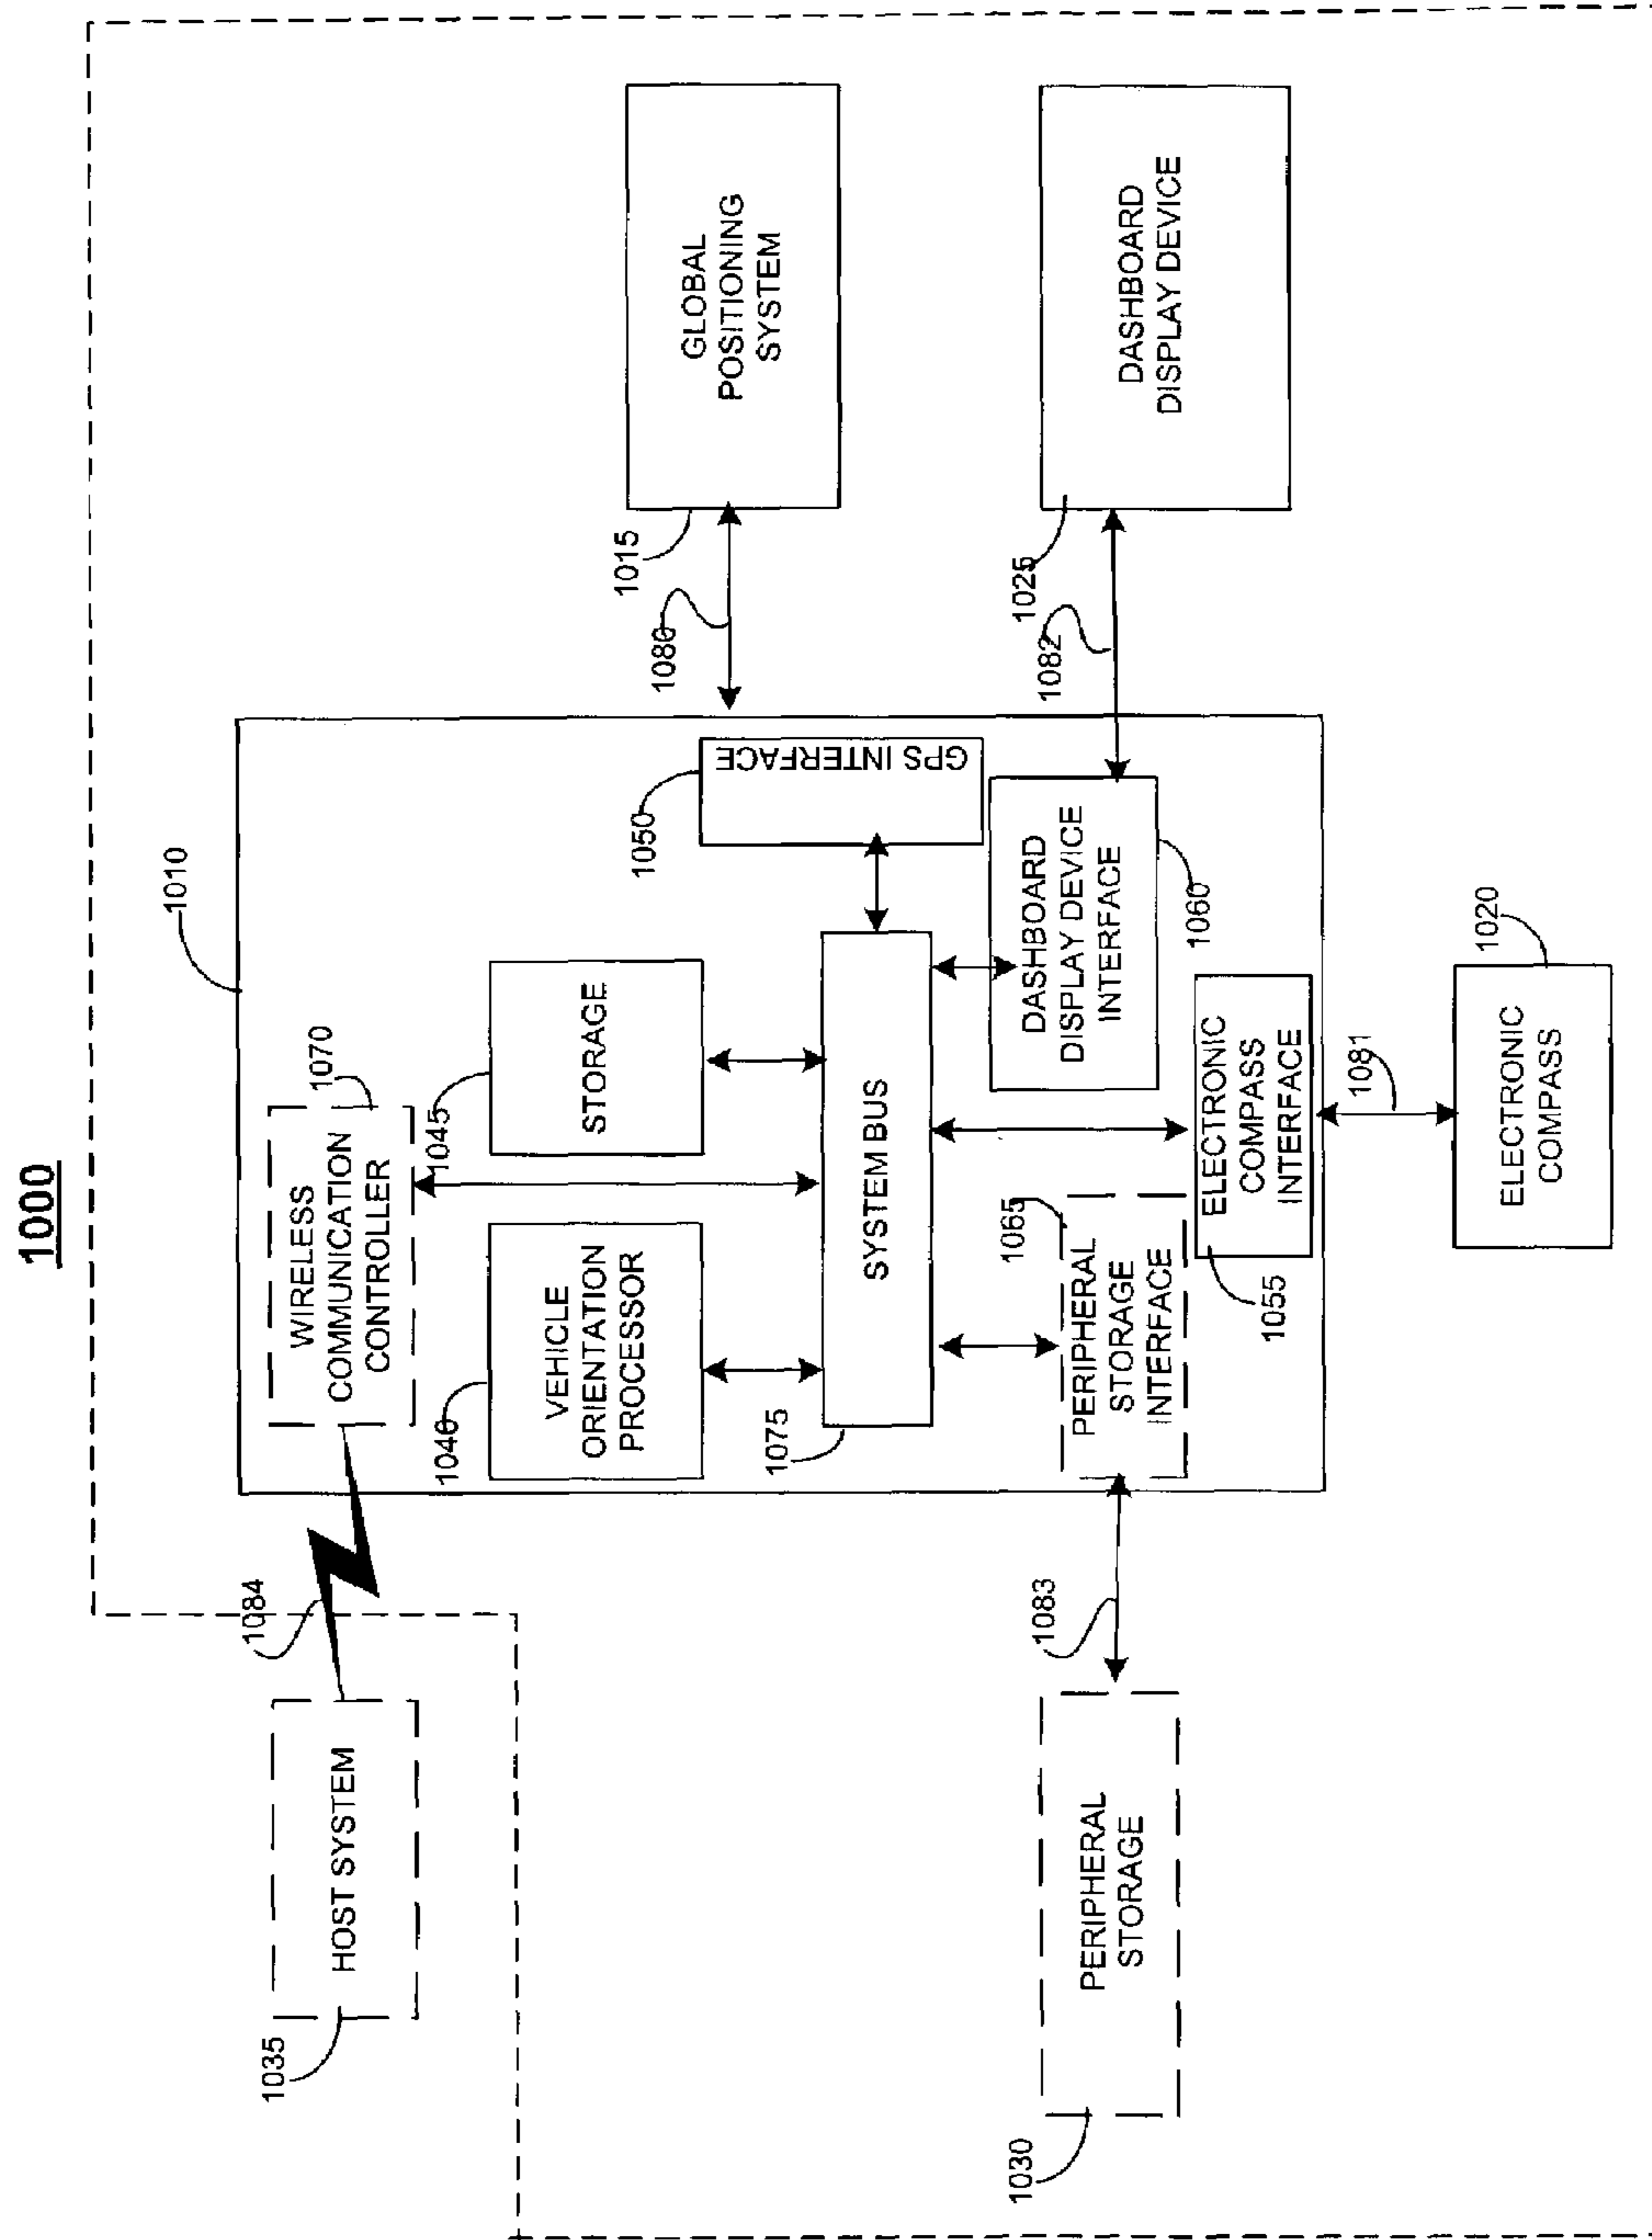 1000
1010
WIRELESS
COMMUNICATION
CONTROLLER
1070
HOST SYSTEM
1035
1084
VEHICLE
ORIENTATION
PROCESSOR
1040
STORAGE
1045
SYSTEM BUS
1075
GPS INTERFACE
1050
GLOBAL
POSITIONING
SYSTEM
1015
1080
DASHBOARD
DISPLAY DEVICE
INTERFACE
1060
DASHBOARD
DISPLAY DEVICE
1025
1082
PERIPHERAL
STORAGE
INTERFACE
1065
PERIPHERAL
STORAGE
1030
1083
ELECTRONIC
COMPASS
INTERFACE
1055
1081
ELECTRONIC
COMPASS
1020